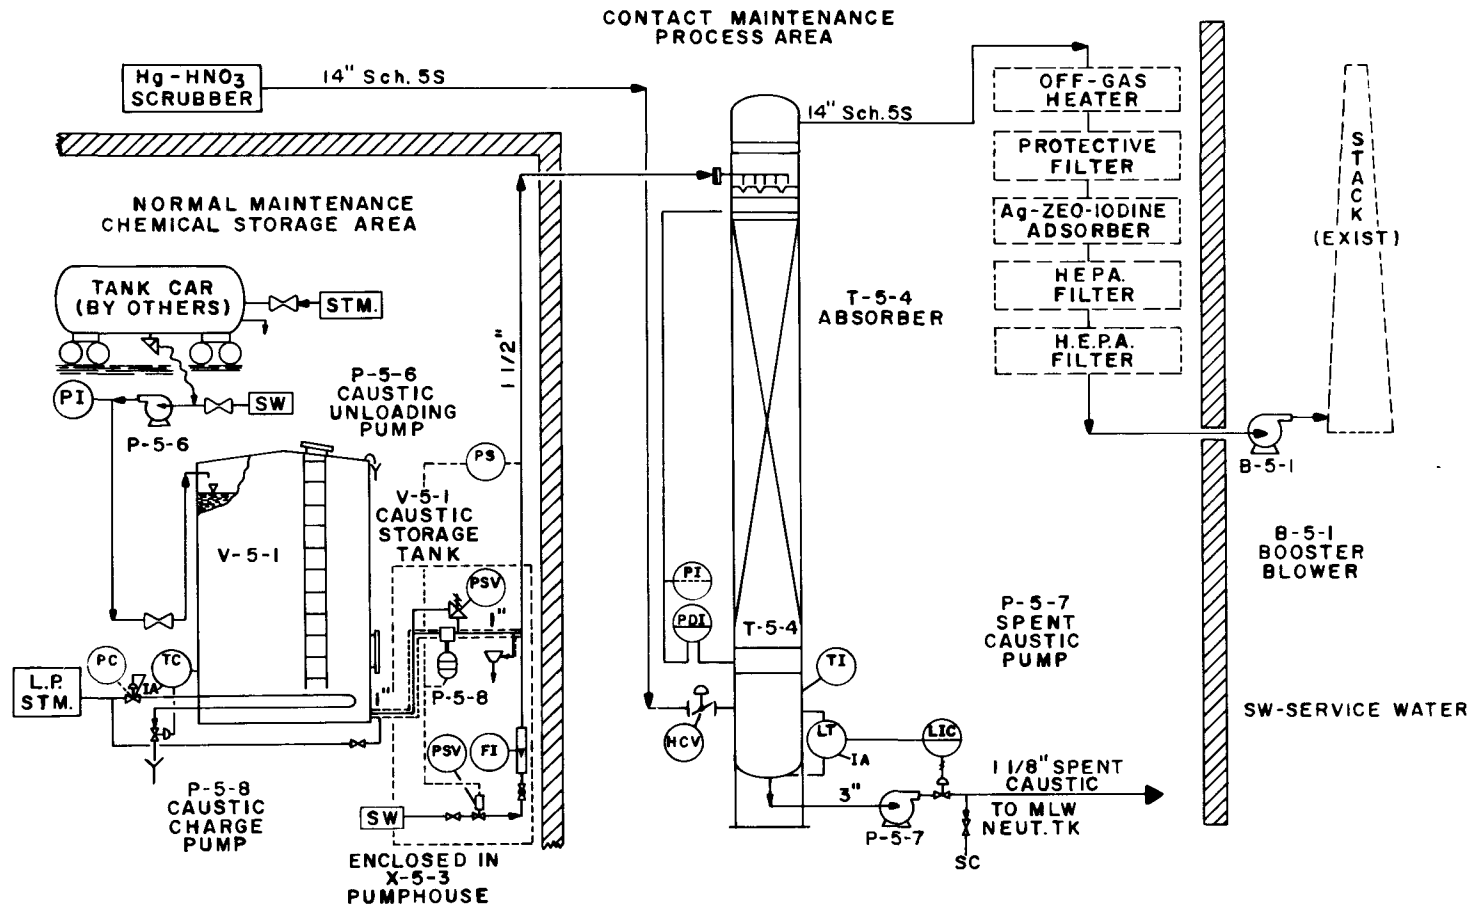 CONTACT MAINTENANCE
PROCESS AREA
Hg-HNO3
SCRUBBER
14" Sch. 5S
14" Sch. 5S
OFF-GAS
HEATER
PROTECTIVE
FILTER
Ag-ZEO-IODINE
ADSORBER
HEPA.
FILTER
H.E.P.A.
FILTER
STACK
(EXIST)
NORMAL MAINTENANCE
CHEMICAL STORAGE AREA
TANK CAR
(BY OTHERS)
STM.
T-5-4
ABSORBER
1 1/2"
PI
SW
P-5-6
P-5-6
CAUSTIC
UNLOADING
PUMP
PS
B-5-1
V-5-1
CAUSTIC
STORAGE
TANK
V-5-1
B-5-1
BOOSTER
BLOWER
PSV
1"
PI
PDI
T-5-4
P-5-7
SPENT
CAUSTIC
PUMP
PC
TC
IA
L.P.
STM.
1"
P-5-8
TI
SW-SERVICE WATER
HCV
LT
IA
LIC
PSV
FI
1 1/8" SPENT
CAUSTIC
P-5-8
CAUSTIC
CHARGE
PUMP
SW
3"
P-5-7
TO MLW
NEUT. TK
SC
ENCLOSED IN
X-5-3
PUMPHOUSE